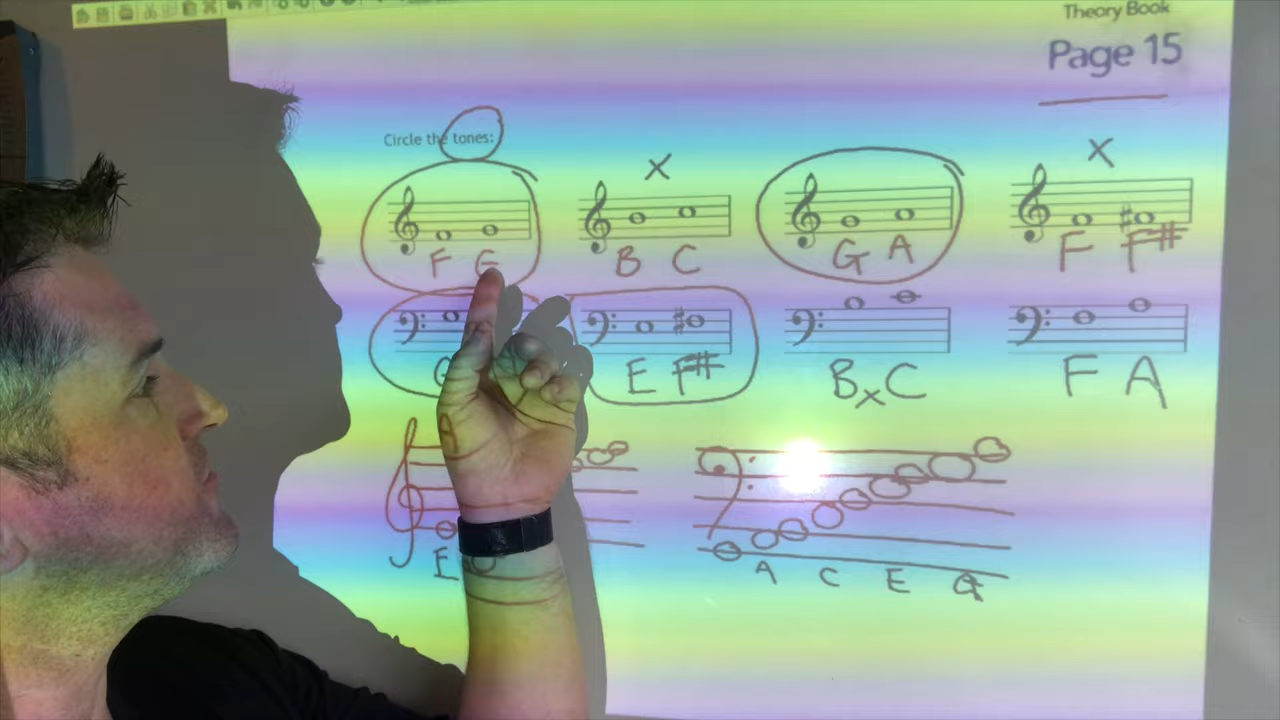 Theory Book
Page 15
Circle the tones:
x x
F G B C G A F F#
E F# B x C F A
E A C E G